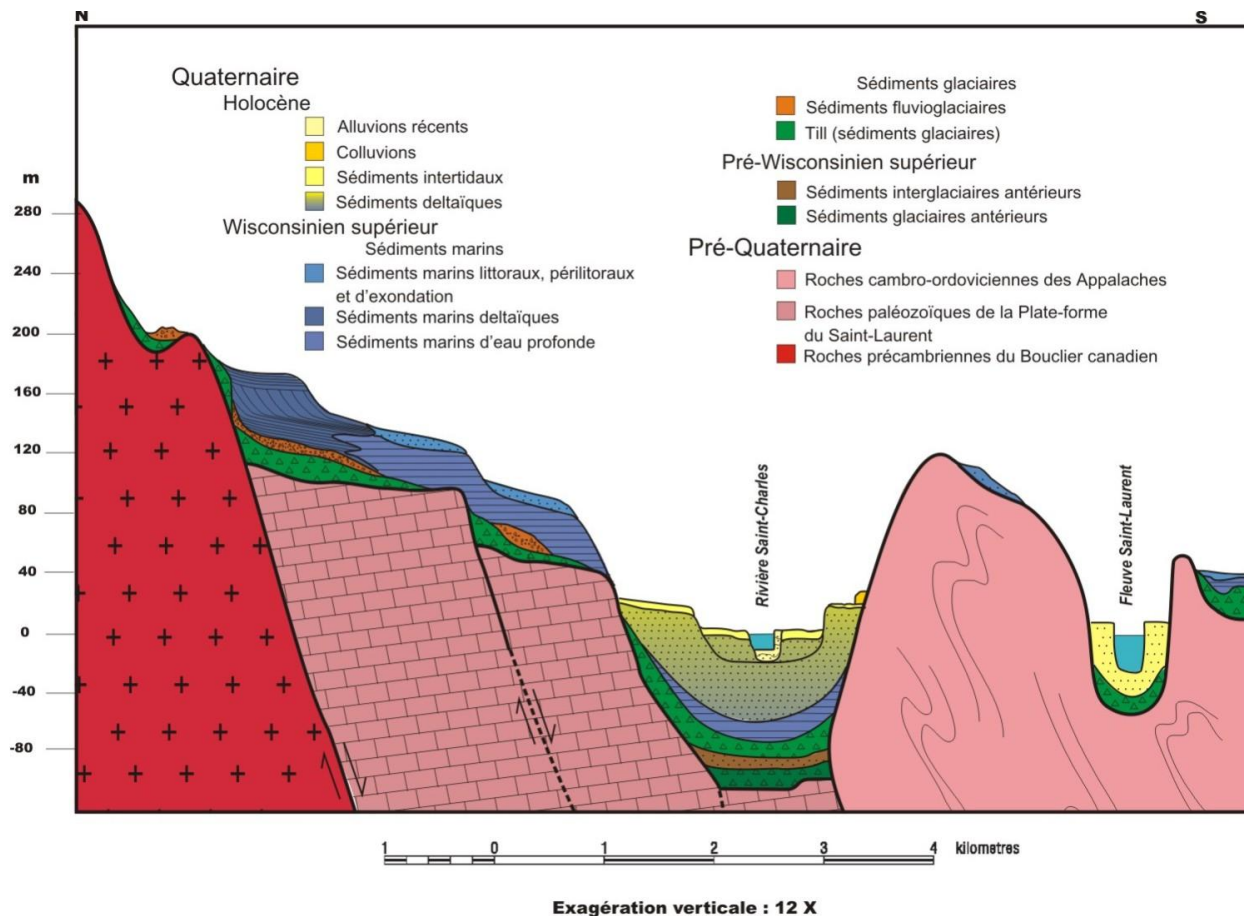 N
S
Quaternaire
Holocène
Alluvions récents
Colluvions
Sédiments intertidaux
Sédiments deltaïques
Wisconsinien supérieur
Sédiments marins
Sédiments marins littoraux, périlitoraux
et d'exondation
Sédiments marins deltaïques
Sédiments marins d'eau profonde
Sédiments glaciaires
Sédiments fluvioglaciaires
Till (sédiments glaciaires)
Pré-Wisconsinien supérieur
Sédiments interglaciaires antérieurs
Sédiments glaciaires antérieurs
Pré-Quaternaire
Roches cambro-ordoviciennes des Appalaches
Roches paléozoïques de la Plate-forme
du Saint-Laurent
Roches précambriennes du Bouclier canadien
m
280
240
200
160
120
80
40
0
-40
-80
Rivière Saint-Charles
Fleuve Saint-Laurent
1 0 1 2 3 4 kilometres
Exagération verticale : 12 X